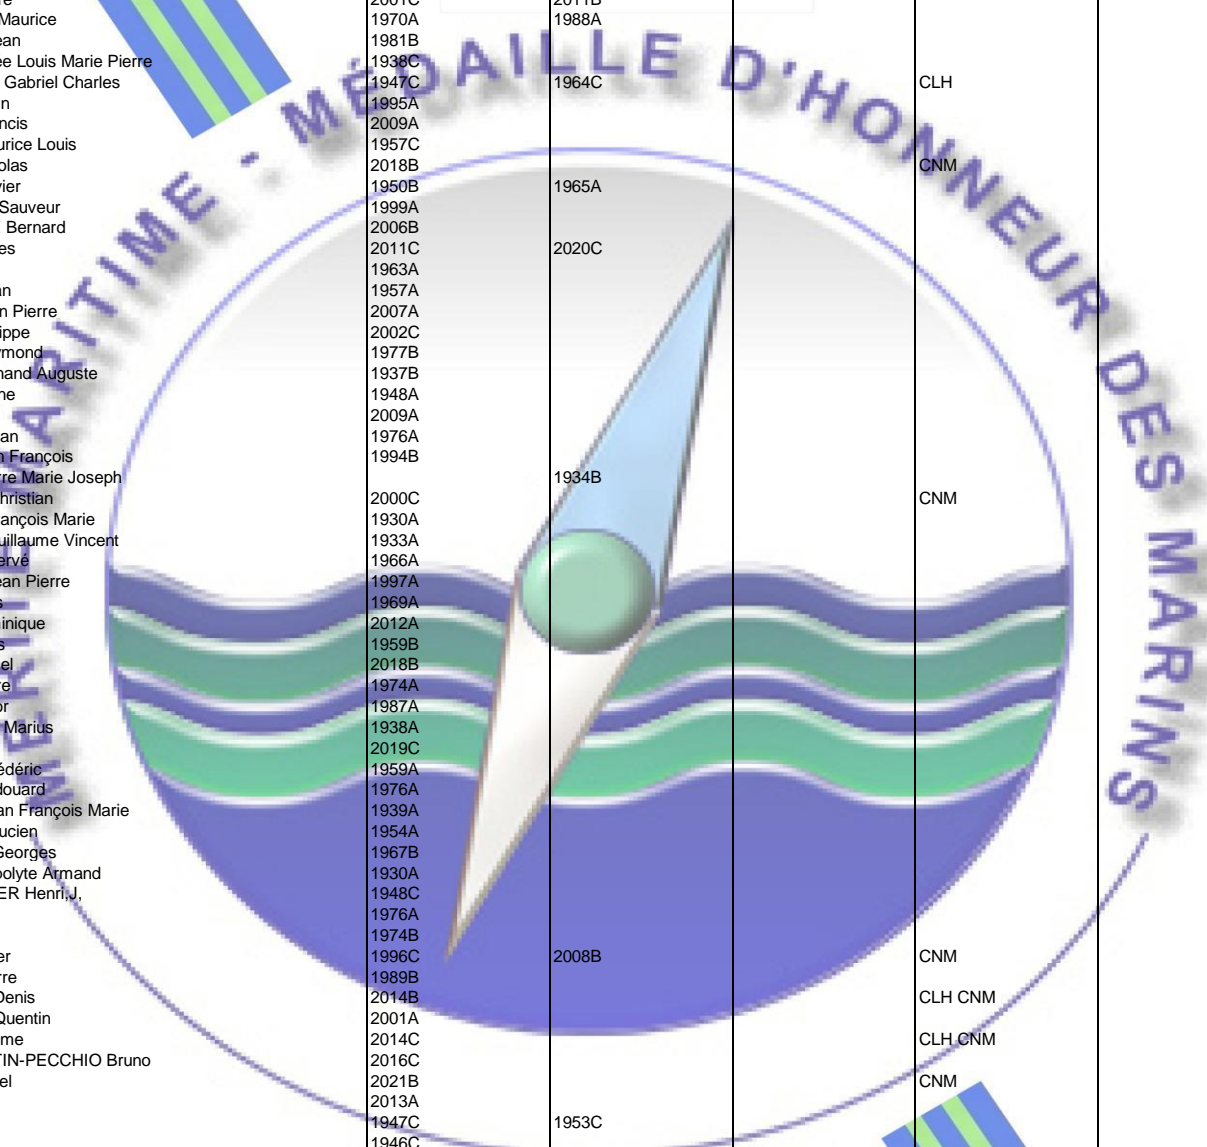 2001C 2011B
Maurice 1970A 1988A
ean 1981B
ee Louis Marie Pierre 1938C
Gabriel Charles 1947C 1964C CLH
n 1995A
ncis 2009A
urice Louis 1957C
olas 2018B CNM
vier 1950B 1965A
Sauveur 1999A
Bernard 2006B
es 2011C 2020C
1963A
an 1957A
n Pierre 2007A
ippe 2002C
ymond 1977B
nand Auguste 1937B
ne 1948A
2009A
an 1976A
n François 1994B
rre Marie Joseph 1934B
hristian 2000C CNM
ançois Marie 1930A
uillaume Vincent 1933A
ervé 1966A
ean Pierre 1997A
s 1969A
inique 2012A
s 1959B
el 2018B
re 1974A
or 1987A
Marius 1938A
2019C
édéric 1959A
douard 1976A
an François Marie 1939A
ucien 1954A
Georges 1967B
polyte Armand 1930A
ER Henri,J, 1948C
1976A
1974B
er 1996C 2008B CNM
rre 1989B
Denis 2014B CLH CNM
Quentin 2001A
me 2014C CLH CNM
TIN-PECCHIO Bruno 2016C
el 2021B CNM
2013A
1947C 1953C
1946C
MÉRITE MARITIME - MÉDAILLE D'HONNEUR DES MARINS